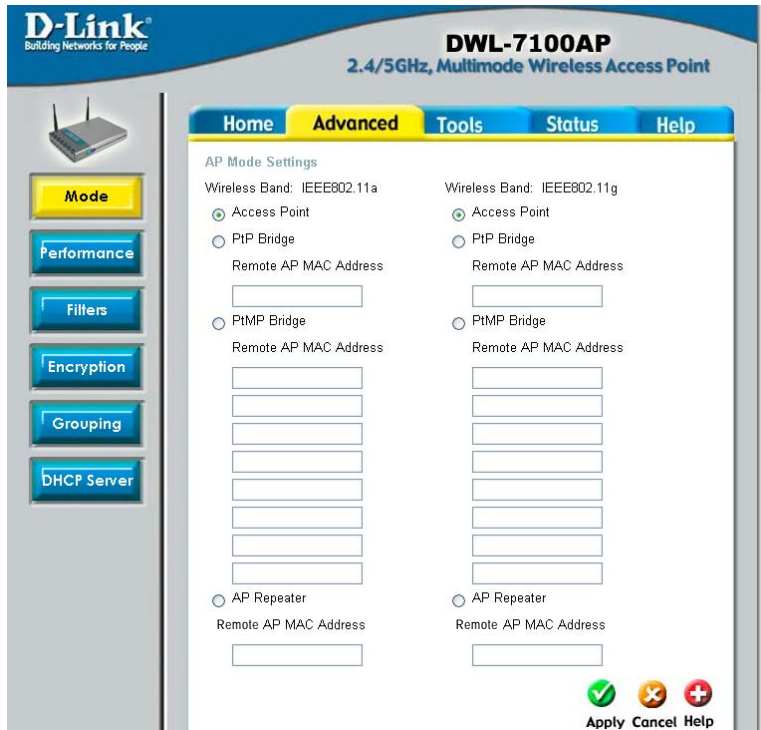 D-Link
Building Networks for People
DWL-7100AP
2.4/5GHz, Multimode Wireless Access Point
Home Advanced Tools Status Help
Mode
Performance
Filters
Encryption
Grouping
DHCP Server
AP Mode Settings
Wireless Band: IEEE802.11a
Access Point
PtP Bridge
Remote AP MAC Address
PtMP Bridge
Remote AP MAC Address
AP Repeater
Remote AP MAC Address
Wireless Band: IEEE802.11g
Access Point
PtP Bridge
Remote AP MAC Address
PtMP Bridge
Remote AP MAC Address
AP Repeater
Remote AP MAC Address
Apply Cancel Help